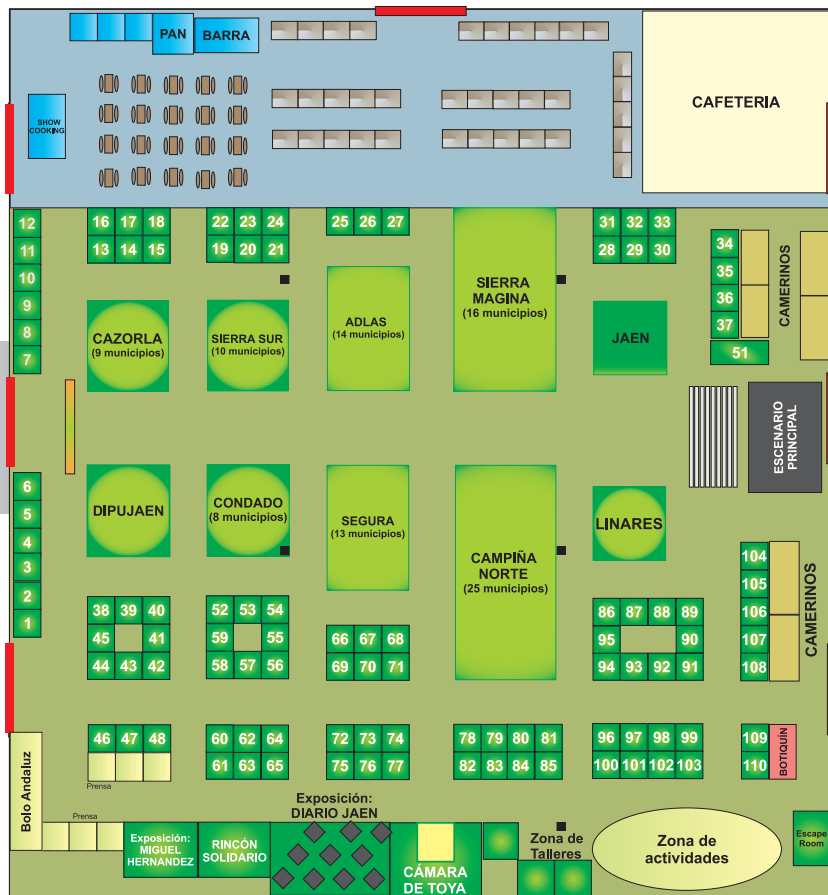 PAN
BARRA
SHOW
COOKING
CAFETERIA
12
11
10
9
8
7
16 17 18
13 14 15
22 23 24
19 20 21
25 26 27
31 32 33
28 29 30
34
35
36
37
51
CAMERINOS
CAZORLA
(9 municipios)
SIERRA SUR
(10 municipios)
ADLAS
(14 municipios)
SIERRA
MAGINA
(16 municipios)
JAEN
ESCENARIO
PRINCIPAL
6
5
4
3
2
1
DIPUJAEN
CONDADO
(8 municipios)
SEGURA
(13 municipios)
CAMPIÑA
NORTE
(25 municipios)
LINARES
104
105
106
107
108
CAMERINOS
38 39 40
45 41
44 43 42
52 53 54
59 55
58 57 56
66 67 68
69 70 71
86 87 88 89
95 90
94 93 92 91
46 47 48
Prensa
60 62 64
61 63 65
72 73 74
75 76 77
78 79 80 81
82 83 84 85
96 97 98 99
100 101 102 103
109
110
BOTIQUÍN
Bolo Andaluz
Prensa
Exposición:
MIGUEL
HERNANDEZ
RINCÓN
SOLIDARIO
Exposición:
DIARIO JAEN
CÁMARA
DE TOYA
Zona de
Talleres
Zona de
actividades
Escape
Room